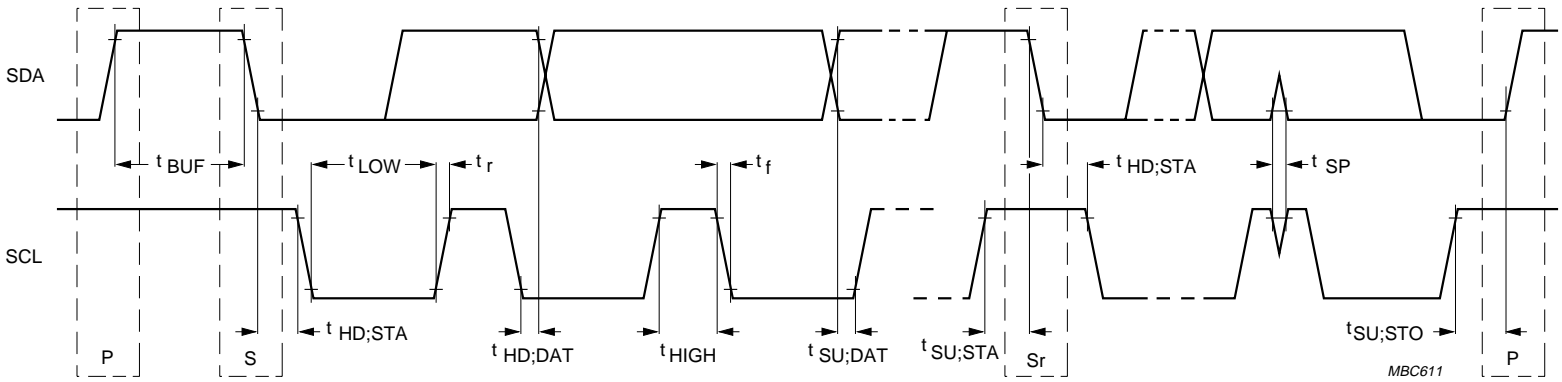 SDA
t BUF
t LOW
t r
t f
t HD;STA
t SP
SCL
t HD;STA
t HD;DAT
t HIGH
t SU;DAT
t SU;STA
t SU;STO
P
S
Sr
P
MBC611